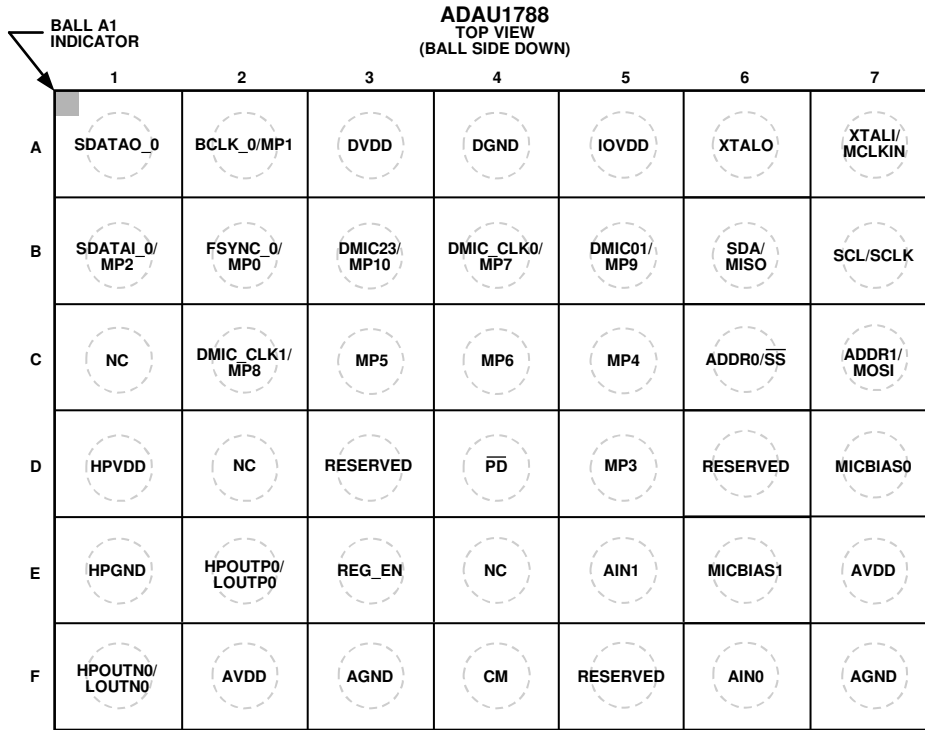 ADAU1788
TOP VIEW
(BALL SIDE DOWN)
BALL A1
INDICATOR
1 2 3 4 5 6 7
A
SDATAO_0
BCLK_0/MP1
DVDD
DGND
IOVDD
XTALO
XTALI/
MCLKIN
B
SDATAI_0/
MP2
FSYNC_0/
MP0
DMIC23/
MP10
DMIC_CLK0/
MP7
DMIC01/
MP9
SDA/
MISO
SCL/SCLK
C
NC
DMIC_CLK1/
MP8
MP5
MP6
MP4
ADDR0/S̅S̅
ADDR1/
MOSI
D
HPVDD
NC
RESERVED
P̅D̅
MP3
RESERVED
MICBIAS0
E
HPGND
HPOUTP0/
LOUTP0
REG_EN
NC
AIN1
MICBIAS1
AVDD
F
HPOUTN0/
LOUTN0
AVDD
AGND
CM
RESERVED
AIN0
AGND